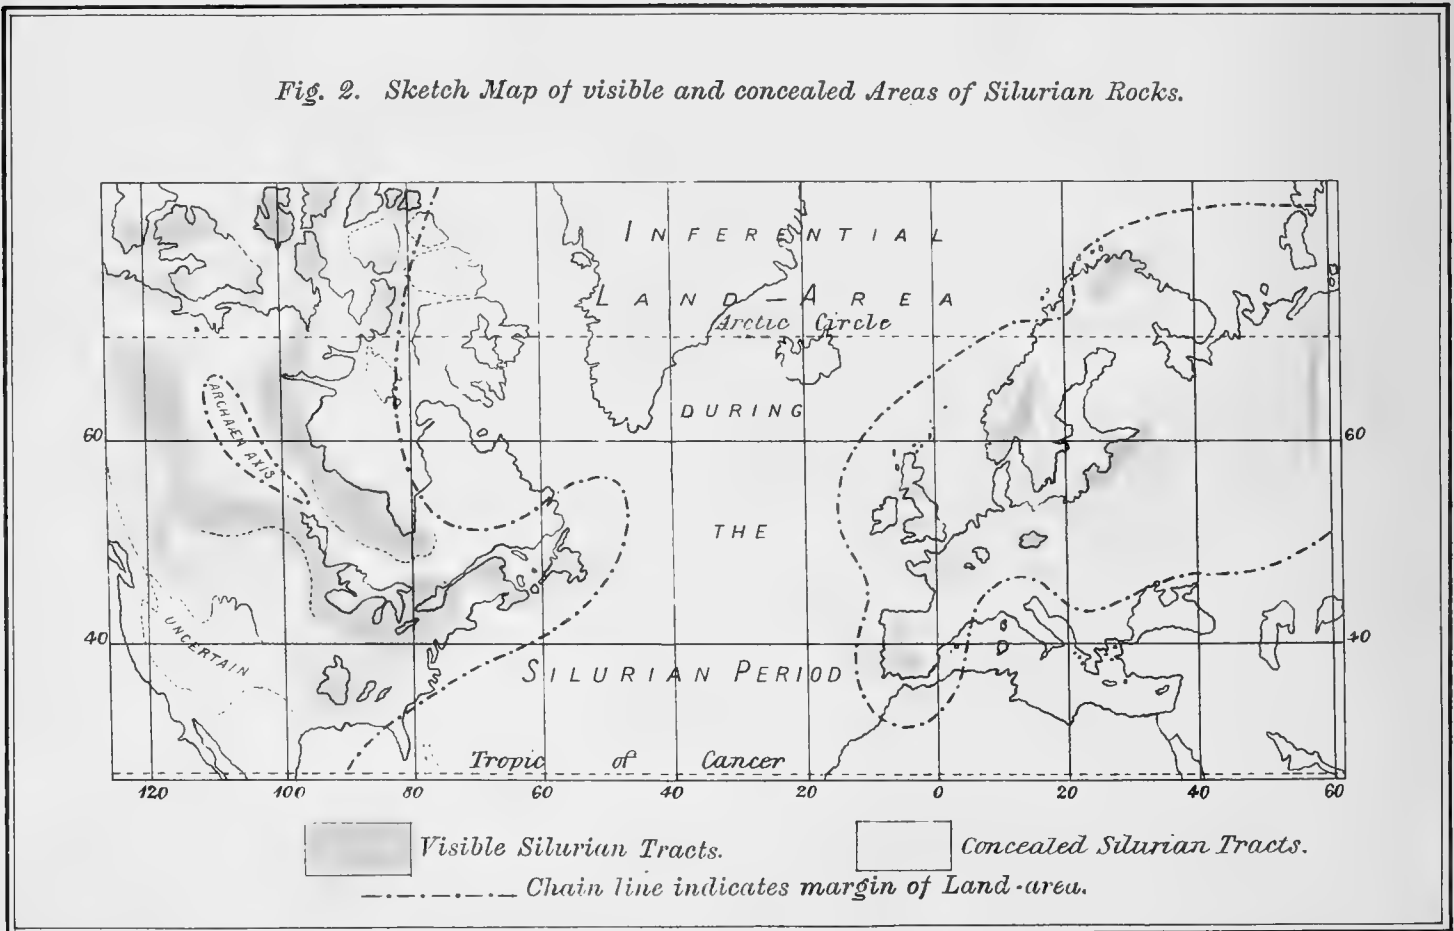 Fig. 2. Sketch Map of visible and concealed Areas of Silurian Rocks.
INFERENTIAL
LAND-AREA
Arctic Circle
ARCHAEN AXIS
DURING
60
60
THE
40
40
UNCERTAIN
SILURIAN PERIOD
Tropic of Cancer
120 100 80 60 40 20 0 20 40 60
Visible Silurian Tracts.
Concealed Silurian Tracts.
Chain line indicates margin of Land-area.